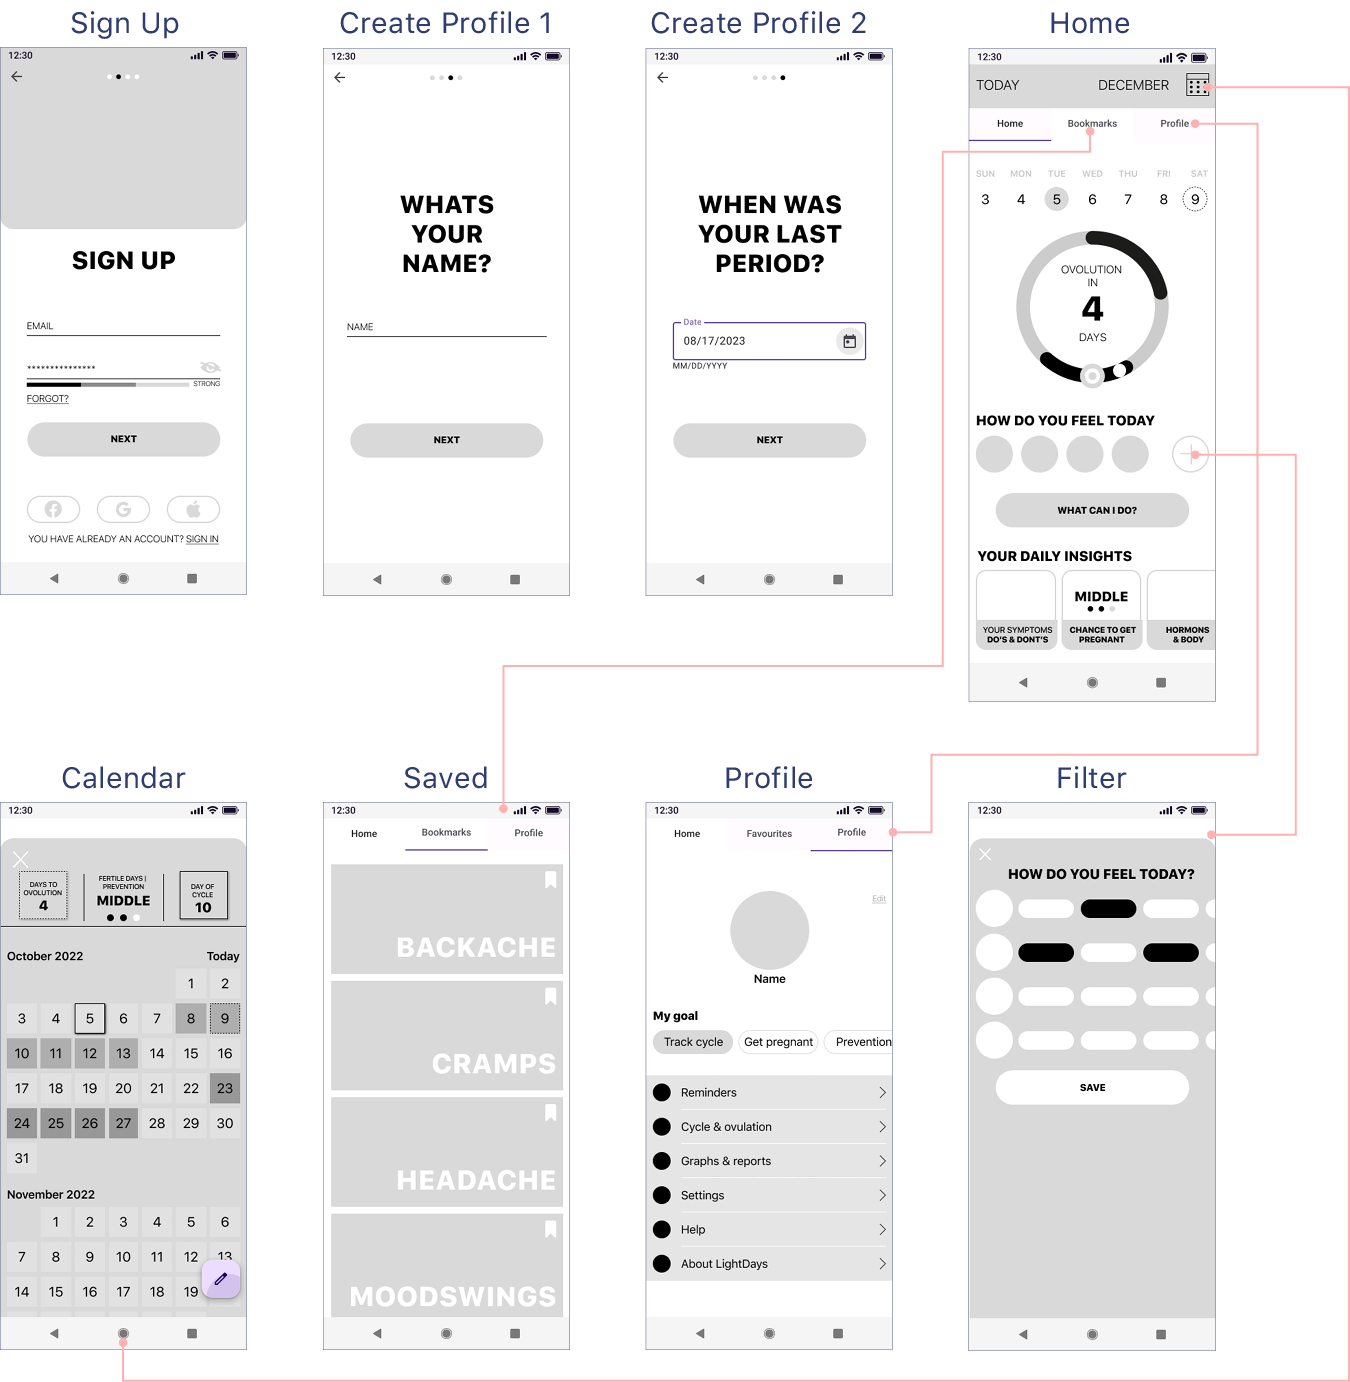 Sign Up
12:30
SIGN UP
EMAIL
***************
STRONG
FORGOT?
NEXT
YOU HAVE ALREADY AN ACCOUNT? SIGN IN
Create Profile 1
12:30
WHATS
YOUR
NAME?
NAME
NEXT
Create Profile 2
12:30
WHEN WAS
YOUR LAST
PERIOD?
Date
08/17/2023
MM/DD/YYYY
NEXT
Home
12:30
TODAY DECEMBER
Home Bookmarks Profile
SUN MON TUE WED THU FRI SAT
3 4 5 6 7 8 9
OVOLUTION
IN
4
DAYS
HOW DO YOU FEEL TODAY
WHAT CAN I DO?
YOUR DAILY INSIGHTS
YOUR SYMPTOMS
DO'S & DONT'S
MIDDLE
CHANCE TO GET
PREGNANT
HORMONS
& BODY
Calendar
12:30
DAYS TO
OVOLUTION
4
FERTILE DAYS |
PREVENTION
MIDDLE
DAY OF
CYCLE
10
October 2022 Today
1 2
3 4 5 6 7 8 9
10 11 12 13 14 15 16
17 18 19 20 21 22 23
24 25 26 27 28 29 30
31
November 2022
1 2 3 4 5 6
7 8 9 10 11 12 13
14 15 16 17 18 19
Saved
12:30
Home Bookmarks Profile
BACKACHE
CRAMPS
HEADACHE
MOODSWINGS
Profile
12:30
Home Favourites Profile
Edit
Name
My goal
Track cycle Get pregnant Prevention
Reminders
Cycle & ovulation
Graphs & reports
Settings
Help
About LightDays
Filter
12:30
HOW DO YOU FEEL TODAY?
SAVE